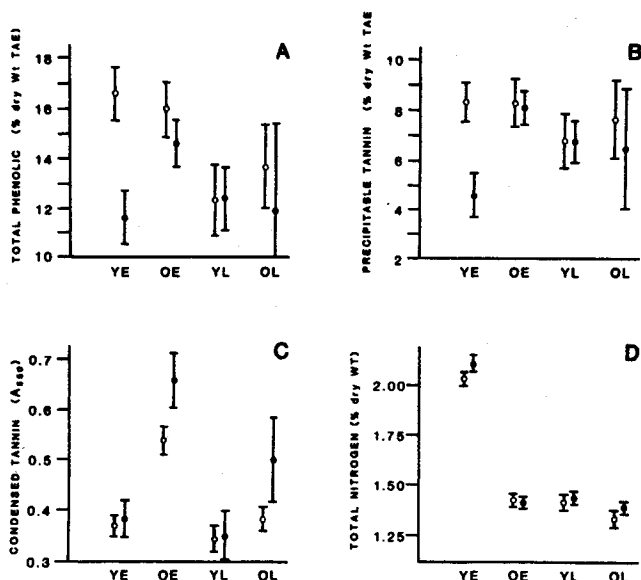 A
TOTAL PHENOLIC (% dry Wt TAE)
18
16
14
12
10
YE OE YL OL
B
PRECIPITABLE TANNIN (% dry Wt TAE)
10
8
6
4
2
YE OE YL OL
C
CONDENSED TANNIN (A550)
0.7
0.6
0.5
0.4
0.3
YE OE YL OL
D
TOTAL NITROGEN (% dry WT)
2.00
1.75
1.50
1.25
YE OE YL OL